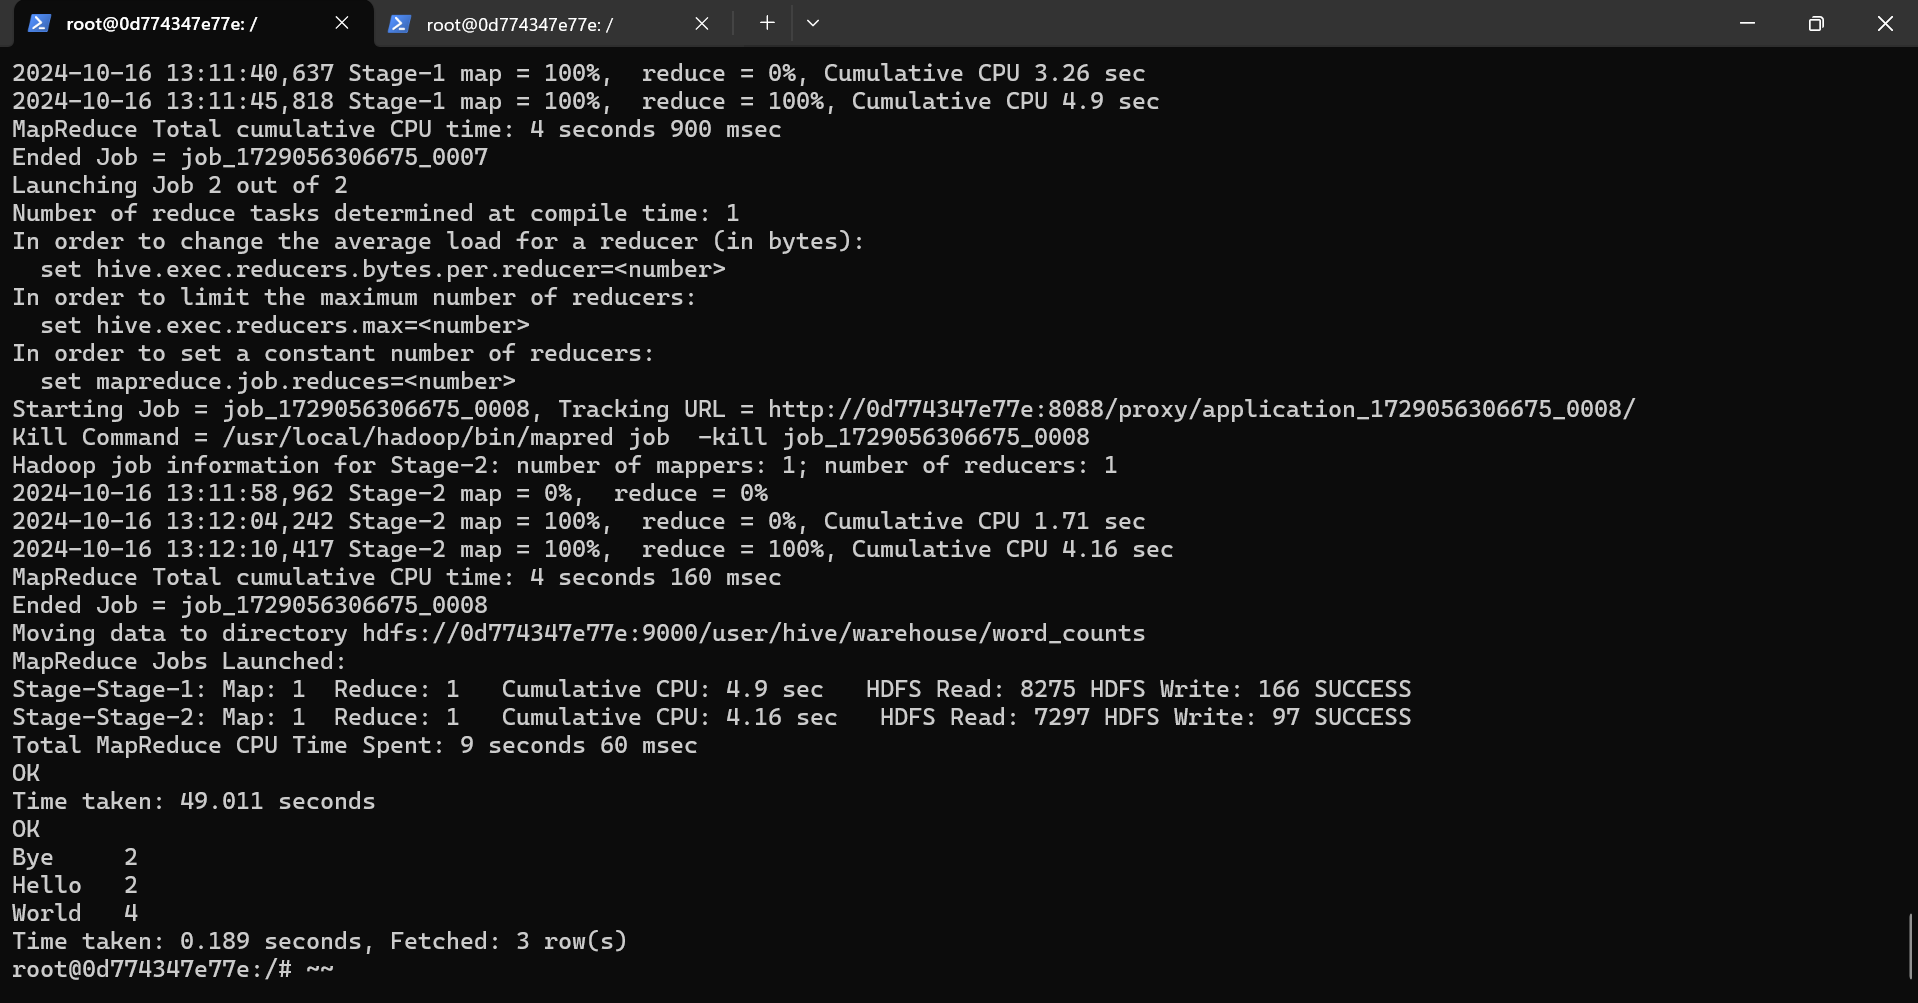 root@0d774347e77e: /
root@0d774347e77e: /
2024-10-16 13:11:40,637 Stage-1 map = 100%,  reduce = 0%, Cumulative CPU 3.26 sec
2024-10-16 13:11:45,818 Stage-1 map = 100%,  reduce = 100%, Cumulative CPU 4.9 sec
MapReduce Total cumulative CPU time: 4 seconds 900 msec
Ended Job = job_1729056306675_0007
Launching Job 2 out of 2
Number of reduce tasks determined at compile time: 1
In order to change the average load for a reducer (in bytes):
  set hive.exec.reducers.bytes.per.reducer=<number>
In order to limit the maximum number of reducers:
  set hive.exec.reducers.max=<number>
In order to set a constant number of reducers:
  set mapreduce.job.reduces=<number>
Starting Job = job_1729056306675_0008, Tracking URL = http://0d774347e77e:8088/proxy/application_1729056306675_0008/
Kill Command = /usr/local/hadoop/bin/mapred job  -kill job_1729056306675_0008
Hadoop job information for Stage-2: number of mappers: 1; number of reducers: 1
2024-10-16 13:11:58,962 Stage-2 map = 0%,  reduce = 0%
2024-10-16 13:12:04,242 Stage-2 map = 100%,  reduce = 0%, Cumulative CPU 1.71 sec
2024-10-16 13:12:10,417 Stage-2 map = 100%,  reduce = 100%, Cumulative CPU 4.16 sec
MapReduce Total cumulative CPU time: 4 seconds 160 msec
Ended Job = job_1729056306675_0008
Moving data to directory hdfs://0d774347e77e:9000/user/hive/warehouse/word_counts
MapReduce Jobs Launched:
Stage-Stage-1: Map: 1  Reduce: 1   Cumulative CPU: 4.9 sec   HDFS Read: 8275 HDFS Write: 166 SUCCESS
Stage-Stage-2: Map: 1  Reduce: 1   Cumulative CPU: 4.16 sec   HDFS Read: 7297 HDFS Write: 97 SUCCESS
Total MapReduce CPU Time Spent: 9 seconds 60 msec
OK
Time taken: 49.011 seconds
OK
Bye     2
Hello   2
World   4
Time taken: 0.189 seconds, Fetched: 3 row(s)
root@0d774347e77e:/# ~~